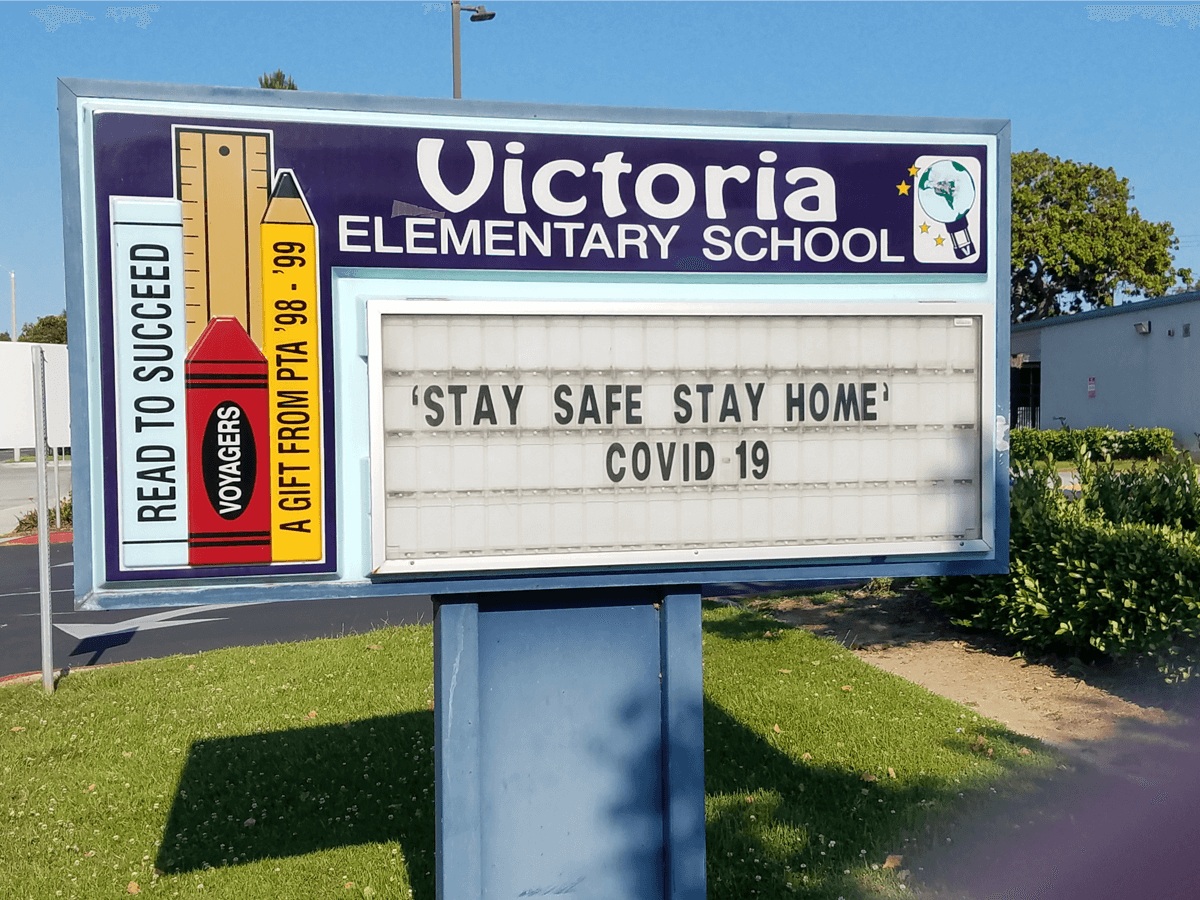 Victoria
ELEMENTARY SCHOOL
READ TO SUCCEED
VOYAGERS
A GIFT FROM PTA '98 - '99
'STAY SAFE STAY HOME'
COVID 19